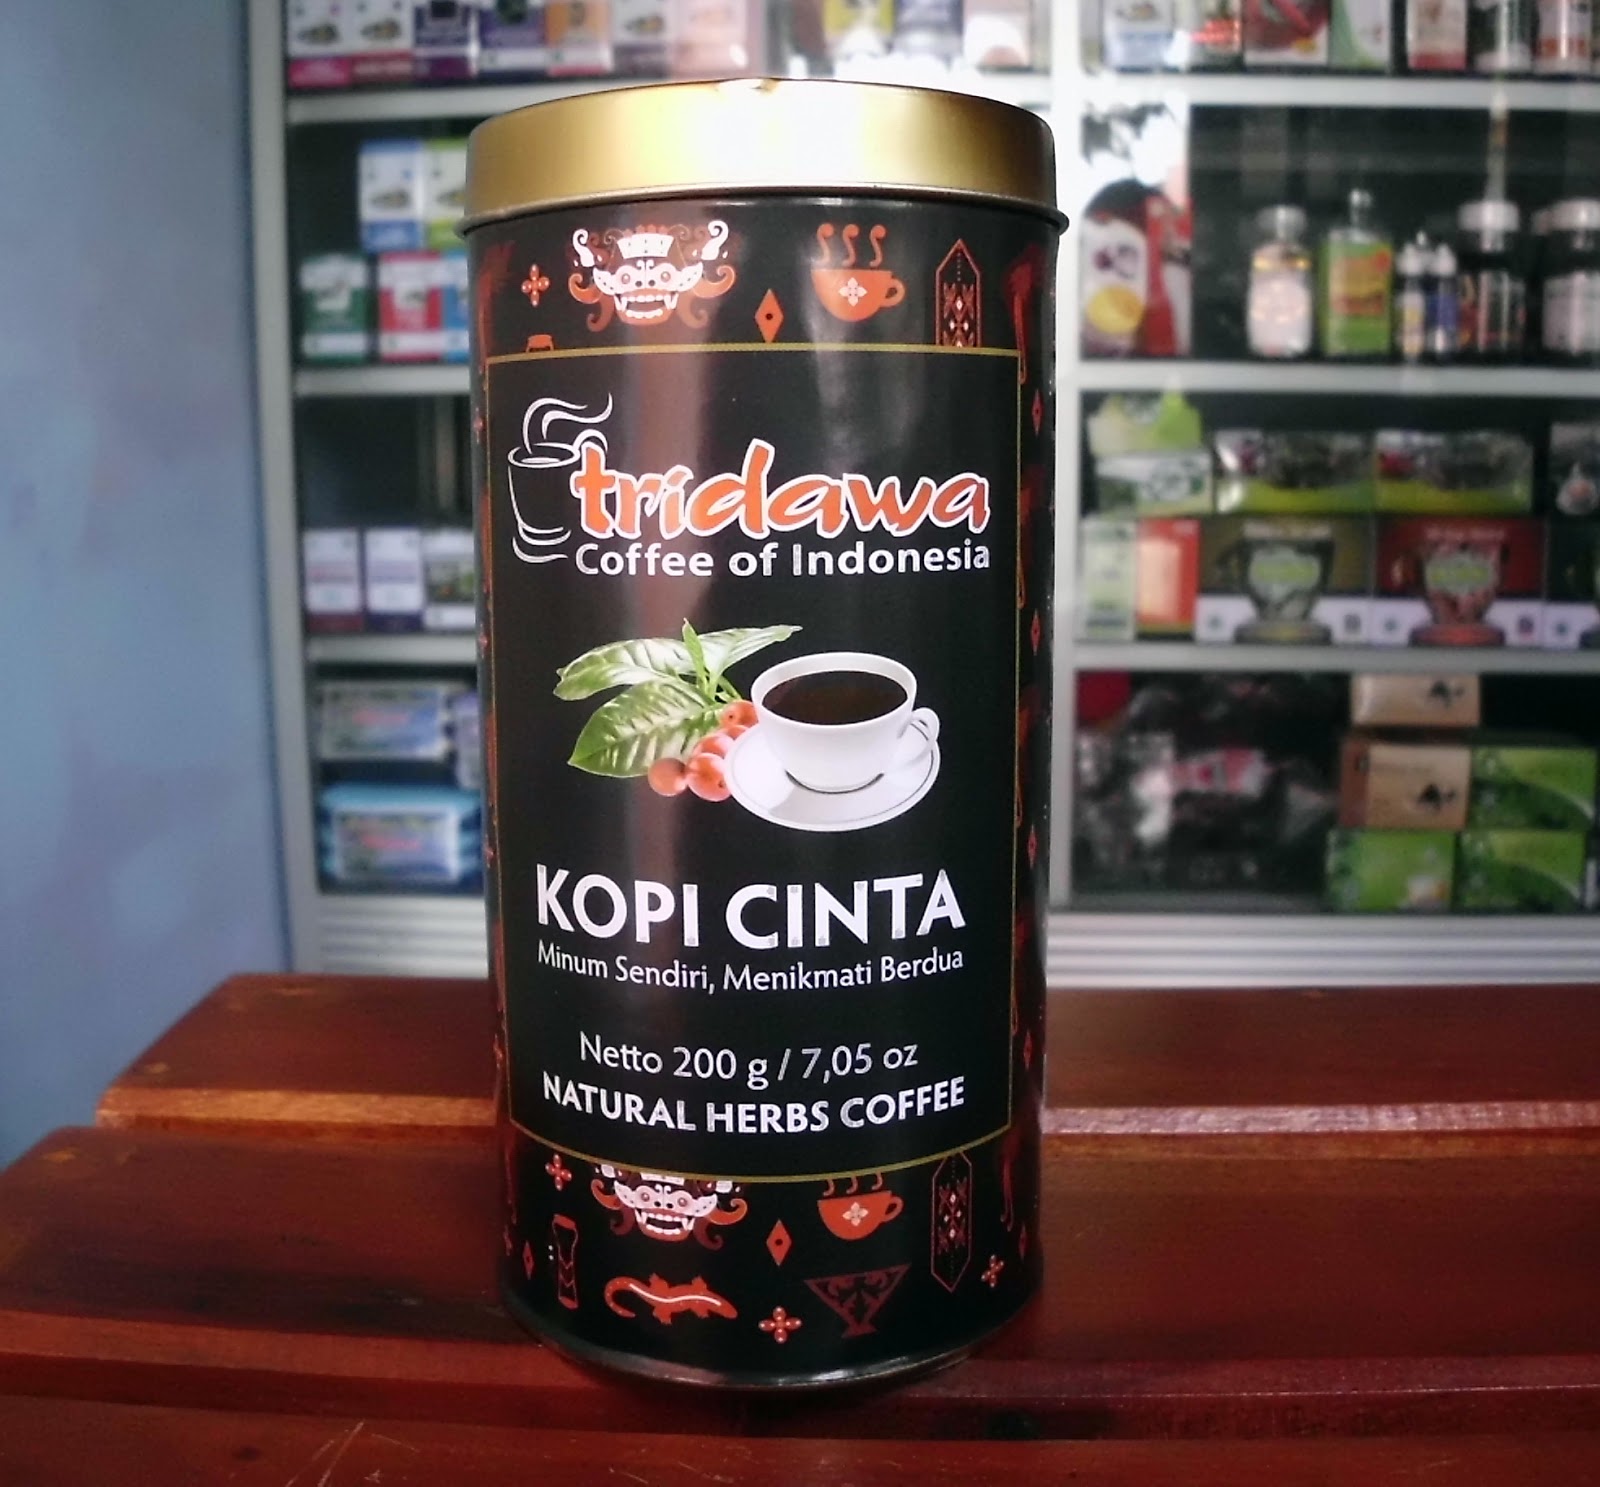 tridawa
Coffee of Indonesia
KOPI CINTA
Minum Sendiri, Menikmati Berdua
Netto 200 g / 7,05 oz
NATURAL HERBS COFFEE